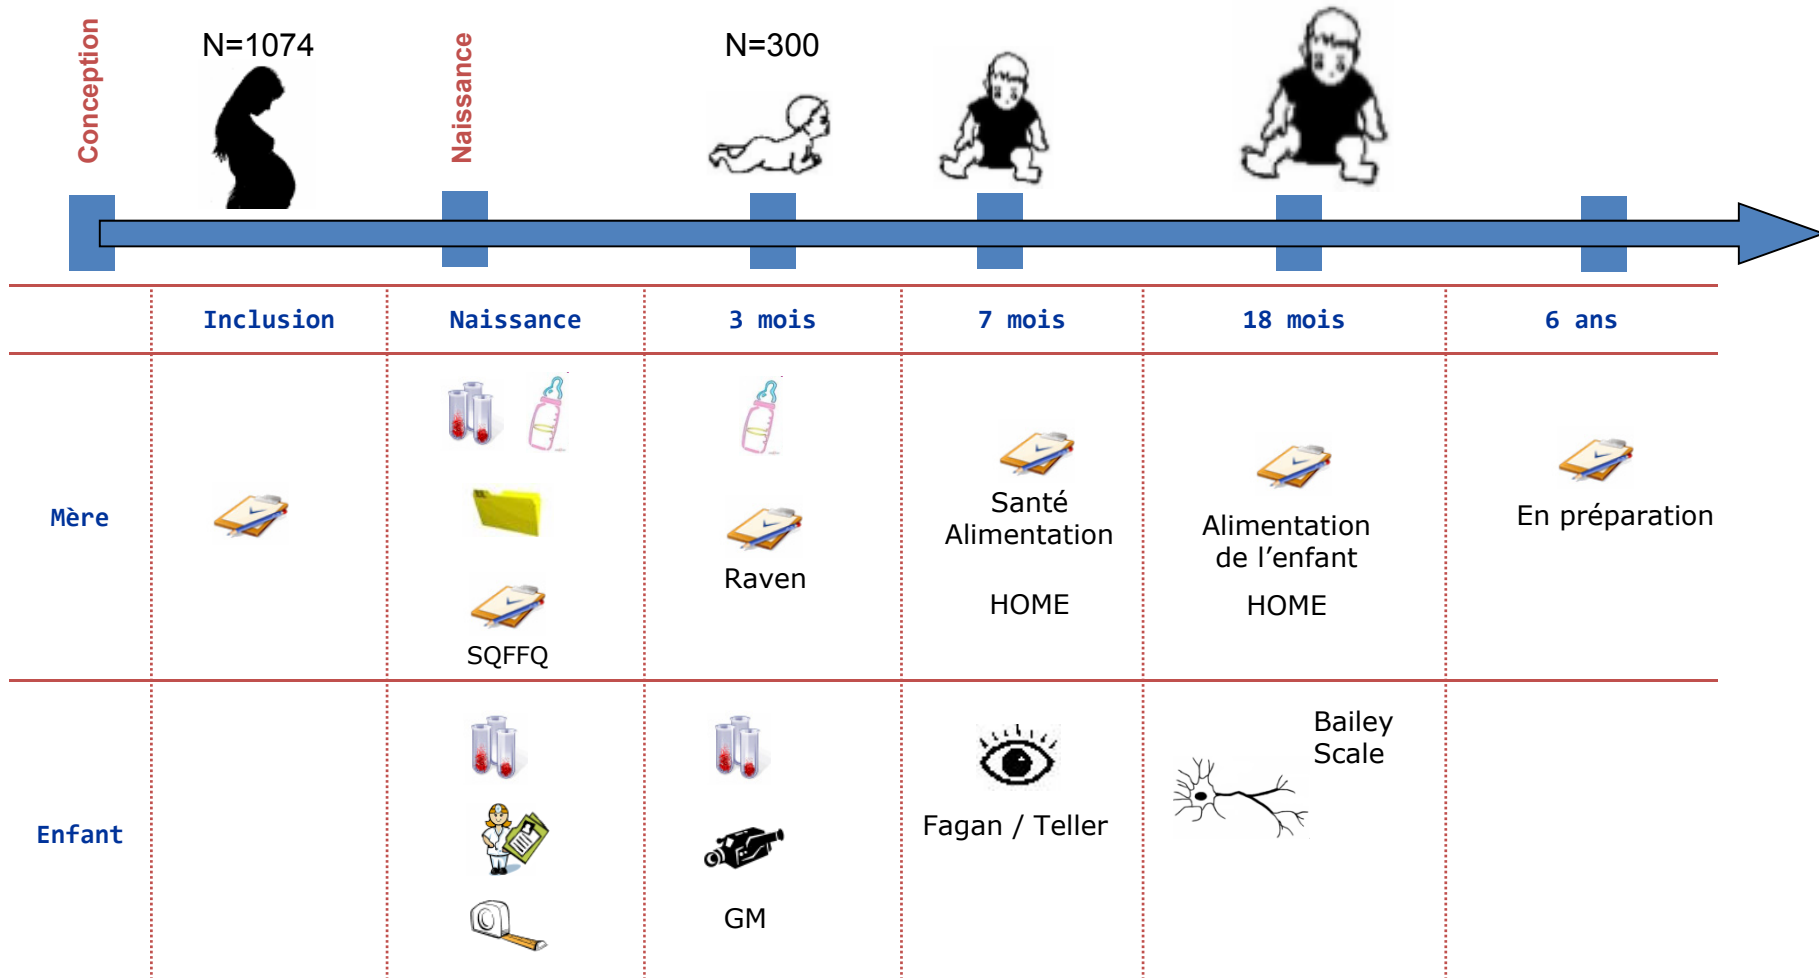 Conception
N=1074
Naissance
N=300
Inclusion
Naissance
3 mois
7 mois
18 mois
6 ans
Mère
SQFFQ
Raven
Santé
Alimentation
HOME
Alimentation
de l'enfant
HOME
En préparation
Enfant
GM
Fagan / Teller
Bailey
Scale